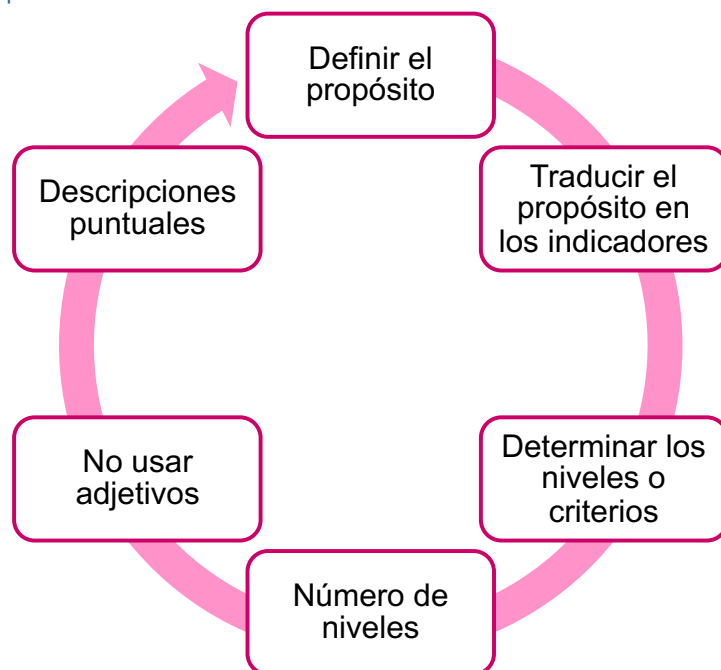 Definir el
propósito
Traducir el
propósito en
los indicadores
Determinar los
niveles o
criterios
Número de
niveles
No usar
adjetivos
Descripciones
puntuales